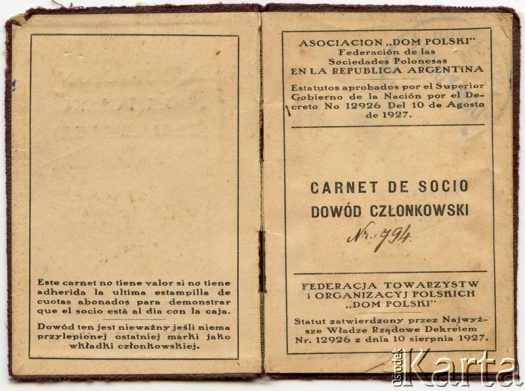 Este carnet no tiene valor si no tiene
adherida la ultima estampilla de
cuotas abonados para demonstrar
que el socio está al día con la caja.
Dowód ten jest nieważny jeśli niema
przylepionej ostatniej marki jako
wkładki członkowskiej.
ASOCIACION „DOM POLSKI"
Federación de las
Sociedades Polonesas
EN LA REPUBLICA ARGENTINA
Estatutos aprobados por el Superior
Gobierno de la Nación por el De-
creto No 12926 Del 10 de Agosto
de 1927.
CARNET DE SOCIO
DOWÓD CZŁONKOWSKI
Nr. 794.
FEDERACJA TOWARZYSTW
i ORGANIZACYJ POLSKICH
„DOM POLSKI"
Statut zatwierdzony przez Najwyż-
sze Władze Rządowe Dekretem
Nr. 12926 z dnia 10 sierpnia 1927.
ośrodek
Karta